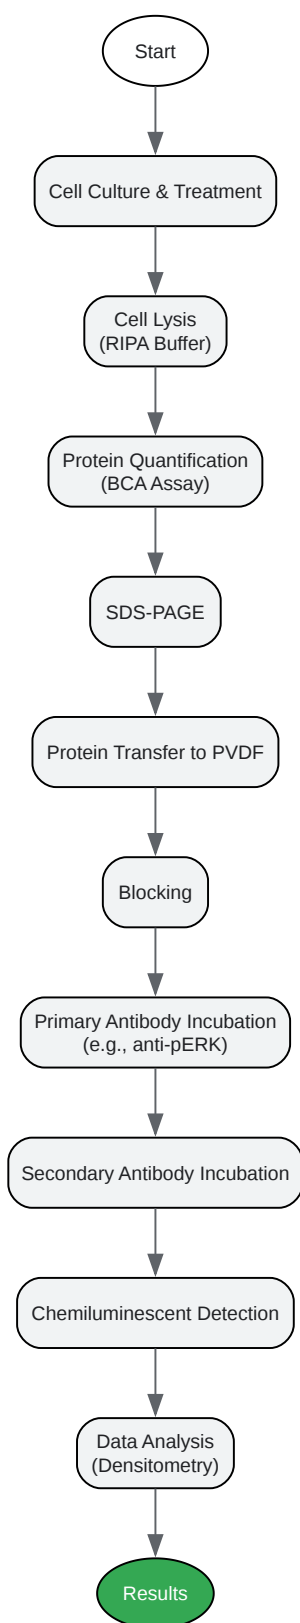 Start
Cell Culture & Treatment
Cell Lysis
(RIPA Buffer)
Protein Quantification
(BCA Assay)
SDS-PAGE
Protein Transfer to PVDF
Blocking
Primary Antibody Incubation
(e.g., anti-pERK)
Secondary Antibody Incubation
Chemiluminescent Detection
Data Analysis
(Densitometry)
Results